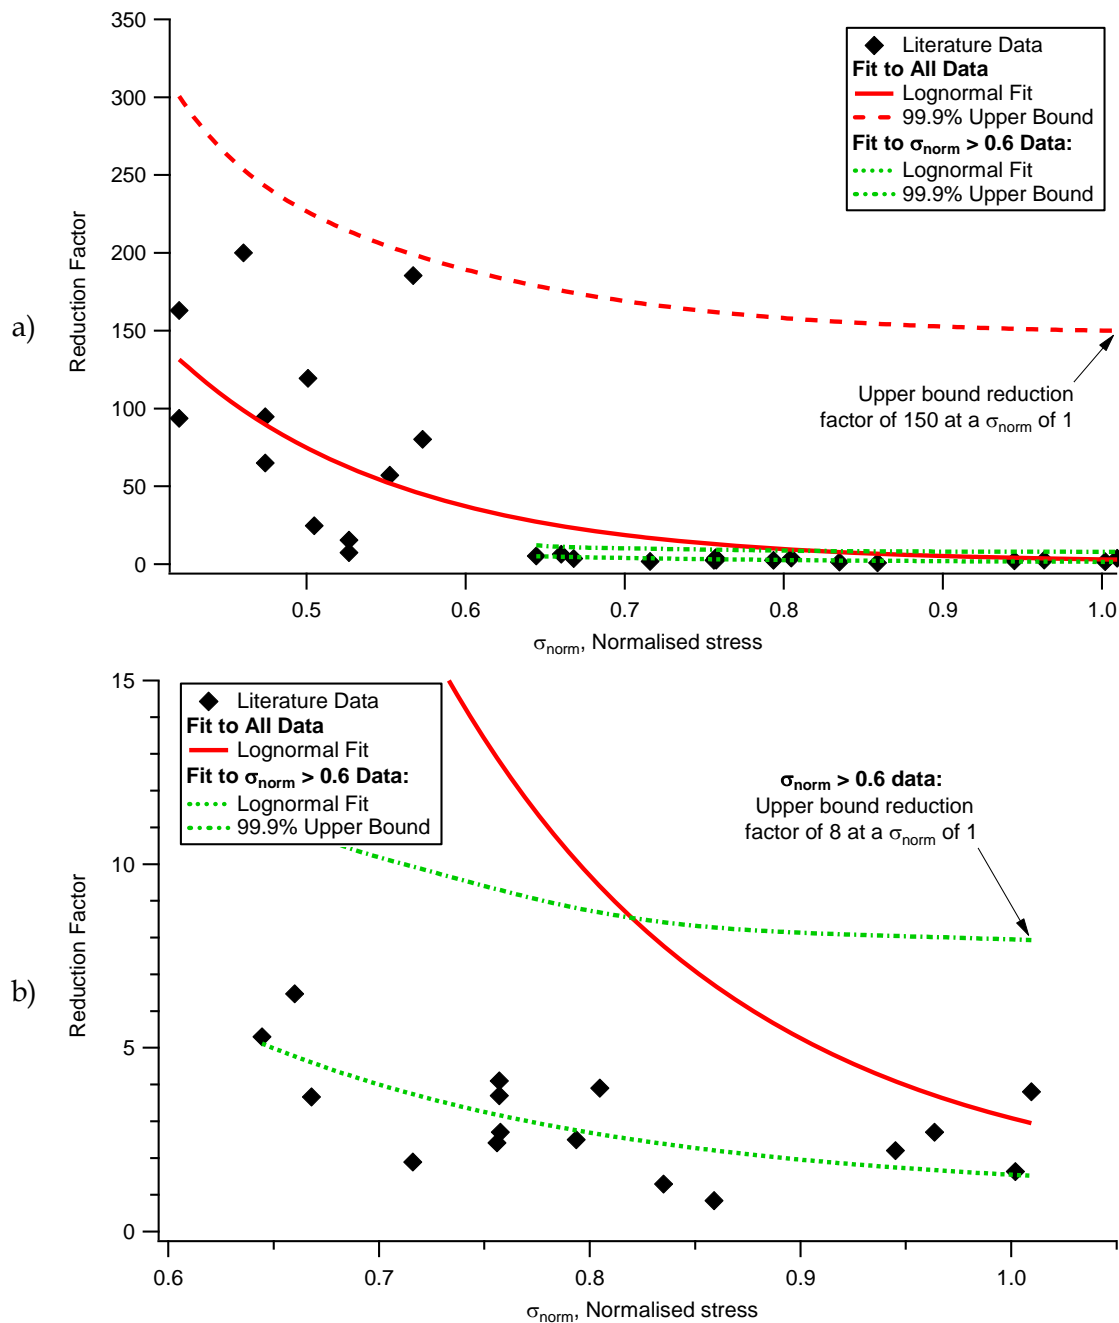 a)
350
300
250
200
150
100
50
0
Reduction Factor
Literature Data
Fit to All Data
Lognormal Fit
99.9% Upper Bound
Fit to σnorm > 0.6 Data:
Lognormal Fit
99.9% Upper Bound
Upper bound reduction
factor of 150 at a σnorm of 1
0.5 0.6 0.7 0.8 0.9 1.0
σnorm, Normalised stress
b)
15
10
5
0
Reduction Factor
Literature Data
Fit to All Data
Lognormal Fit
Fit to σnorm > 0.6 Data:
Lognormal Fit
99.9% Upper Bound
σnorm > 0.6 data:
Upper bound reduction
factor of 8 at a σnorm of 1
0.6 0.7 0.8 0.9 1.0
σnorm, Normalised stress